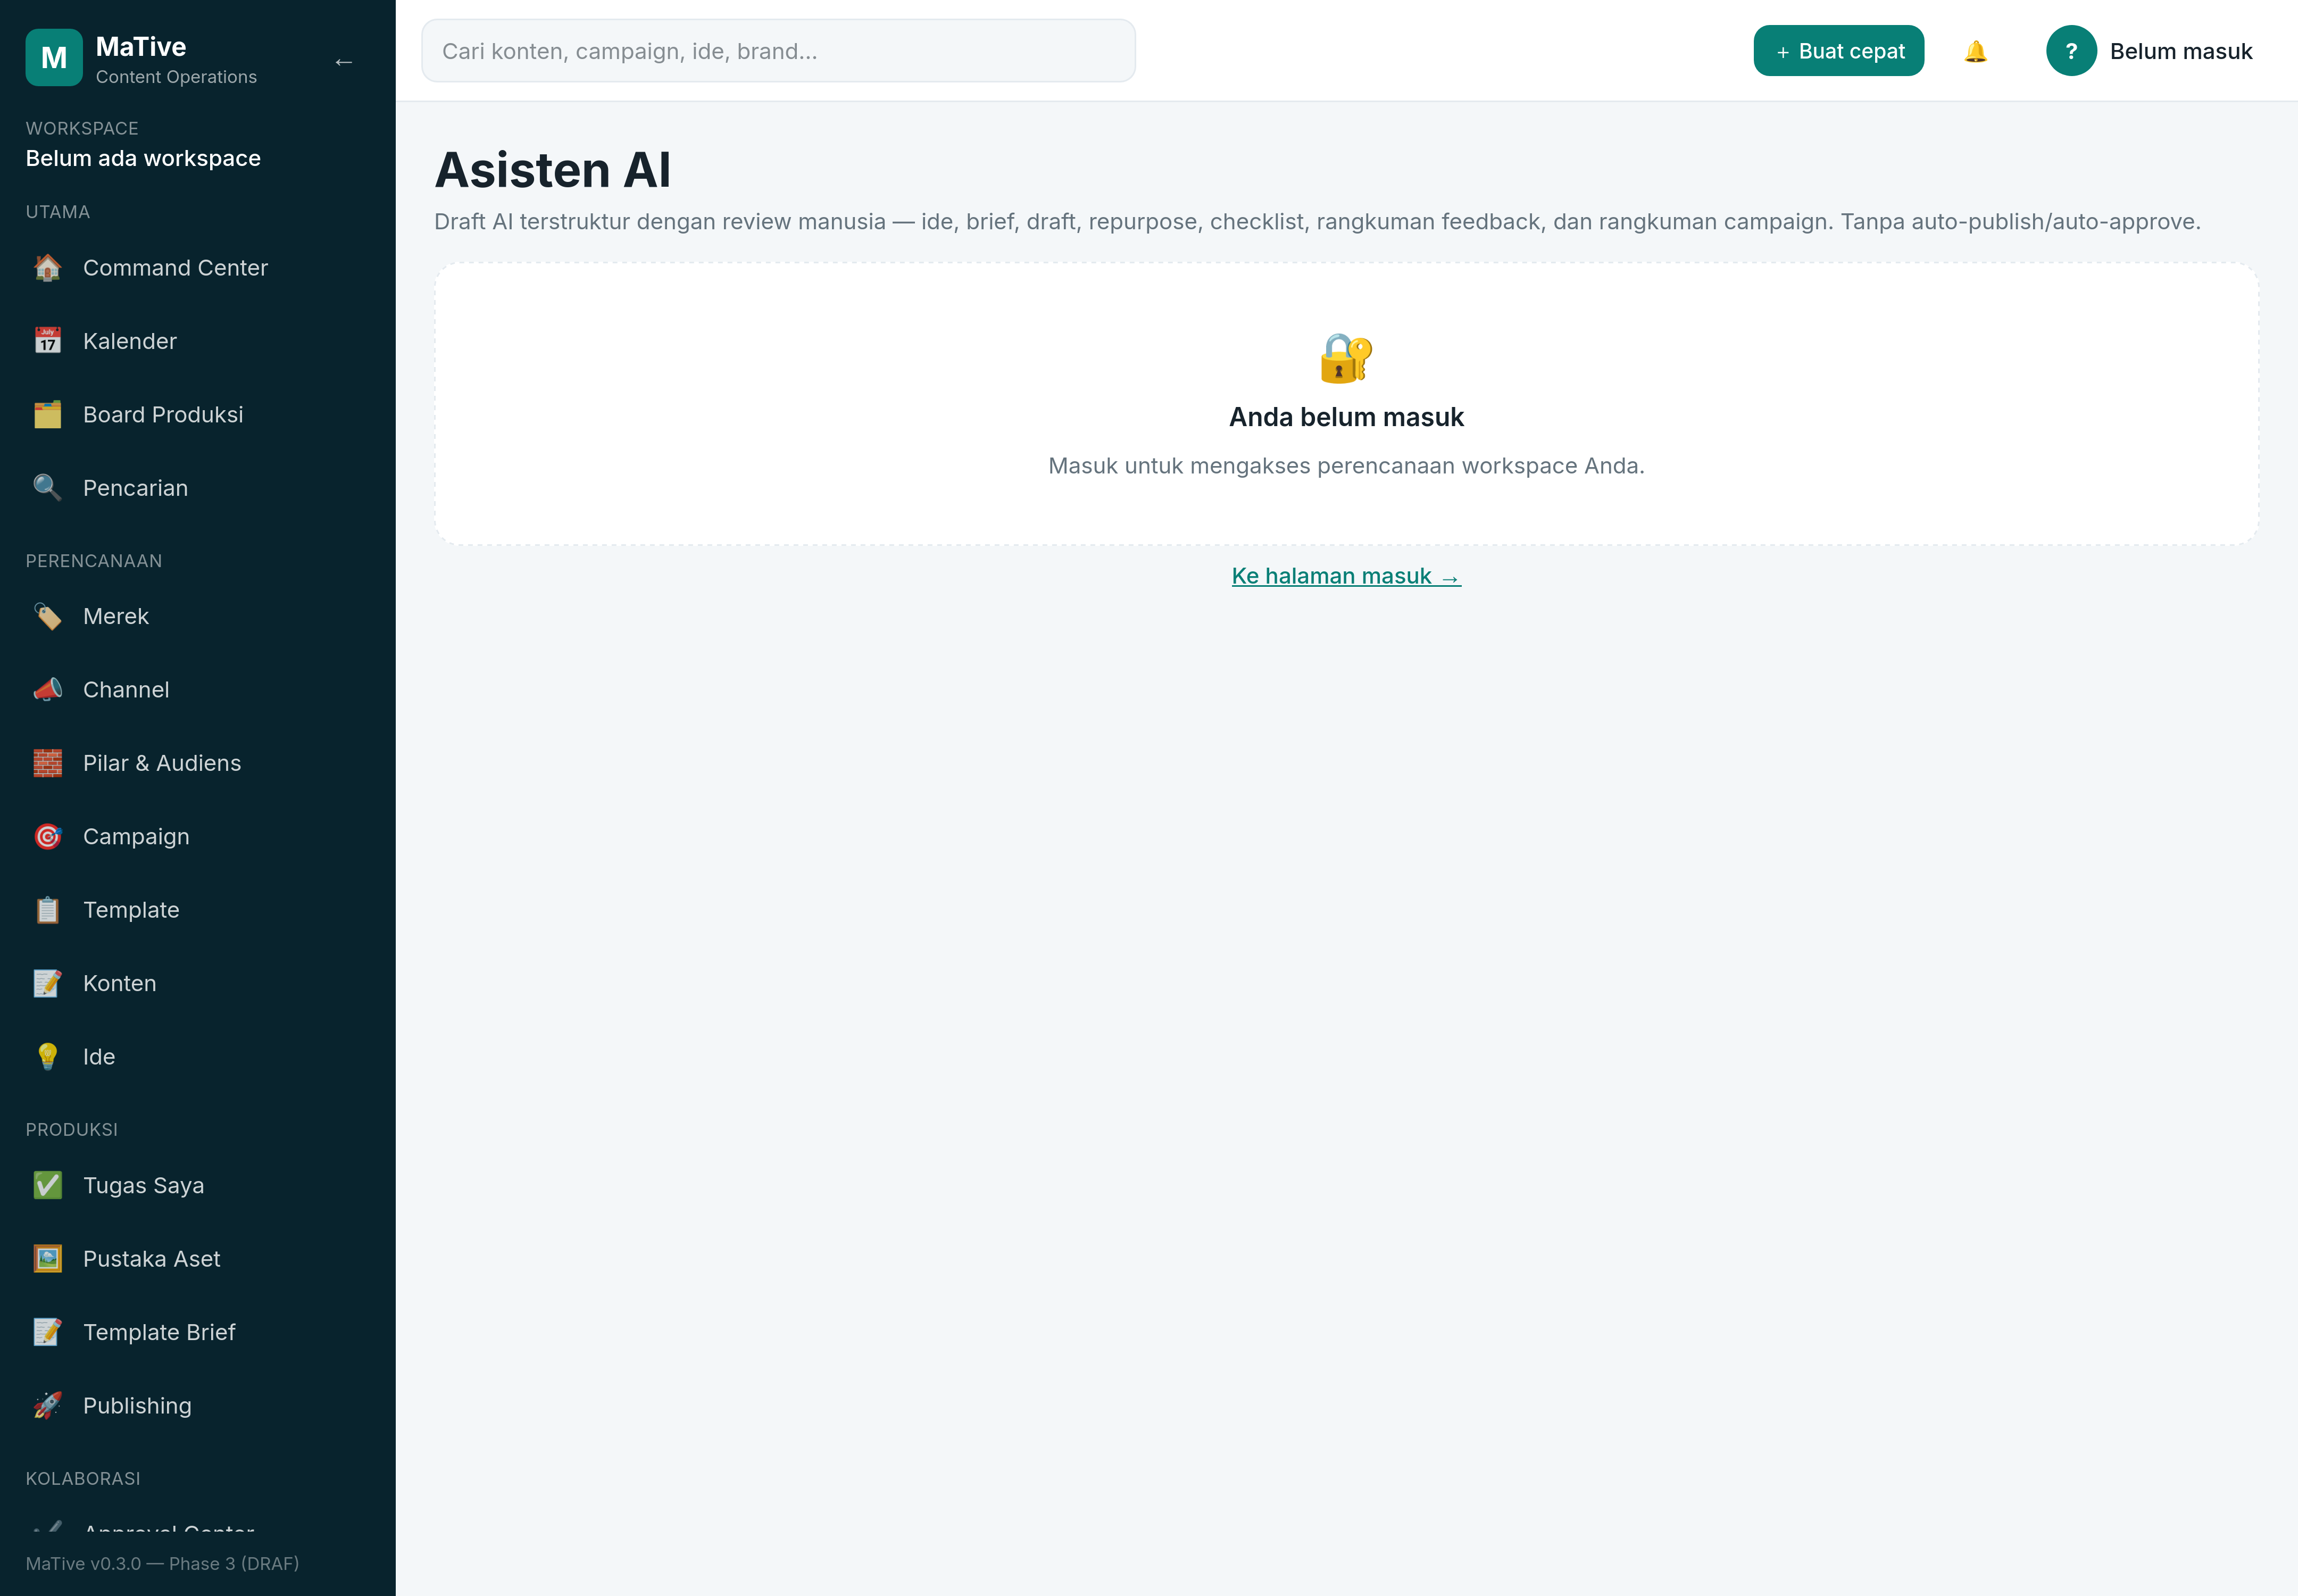 M
MaTive
Content Operations
←
WORKSPACE
Belum ada workspace
UTAMA
Command Center
Kalender
Board Produksi
Pencarian
PERENCANAAN
Merek
Channel
Pilar & Audiens
Campaign
Template
Konten
Ide
PRODUKSI
Tugas Saya
Pustaka Aset
Template Brief
Publishing
KOLABORASI
Approval Center
MaTive v0.3.0 — Phase 3 (DRAF)
Cari konten, campaign, ide, brand...
+ Buat cepat
?
Belum masuk
Asisten AI
Draft AI terstruktur dengan review manusia — ide, brief, draft, repurpose, checklist, rangkuman feedback, dan rangkuman campaign. Tanpa auto-publish/auto-approve.
Anda belum masuk
Masuk untuk mengakses perencanaan workspace Anda.
Ke halaman masuk →